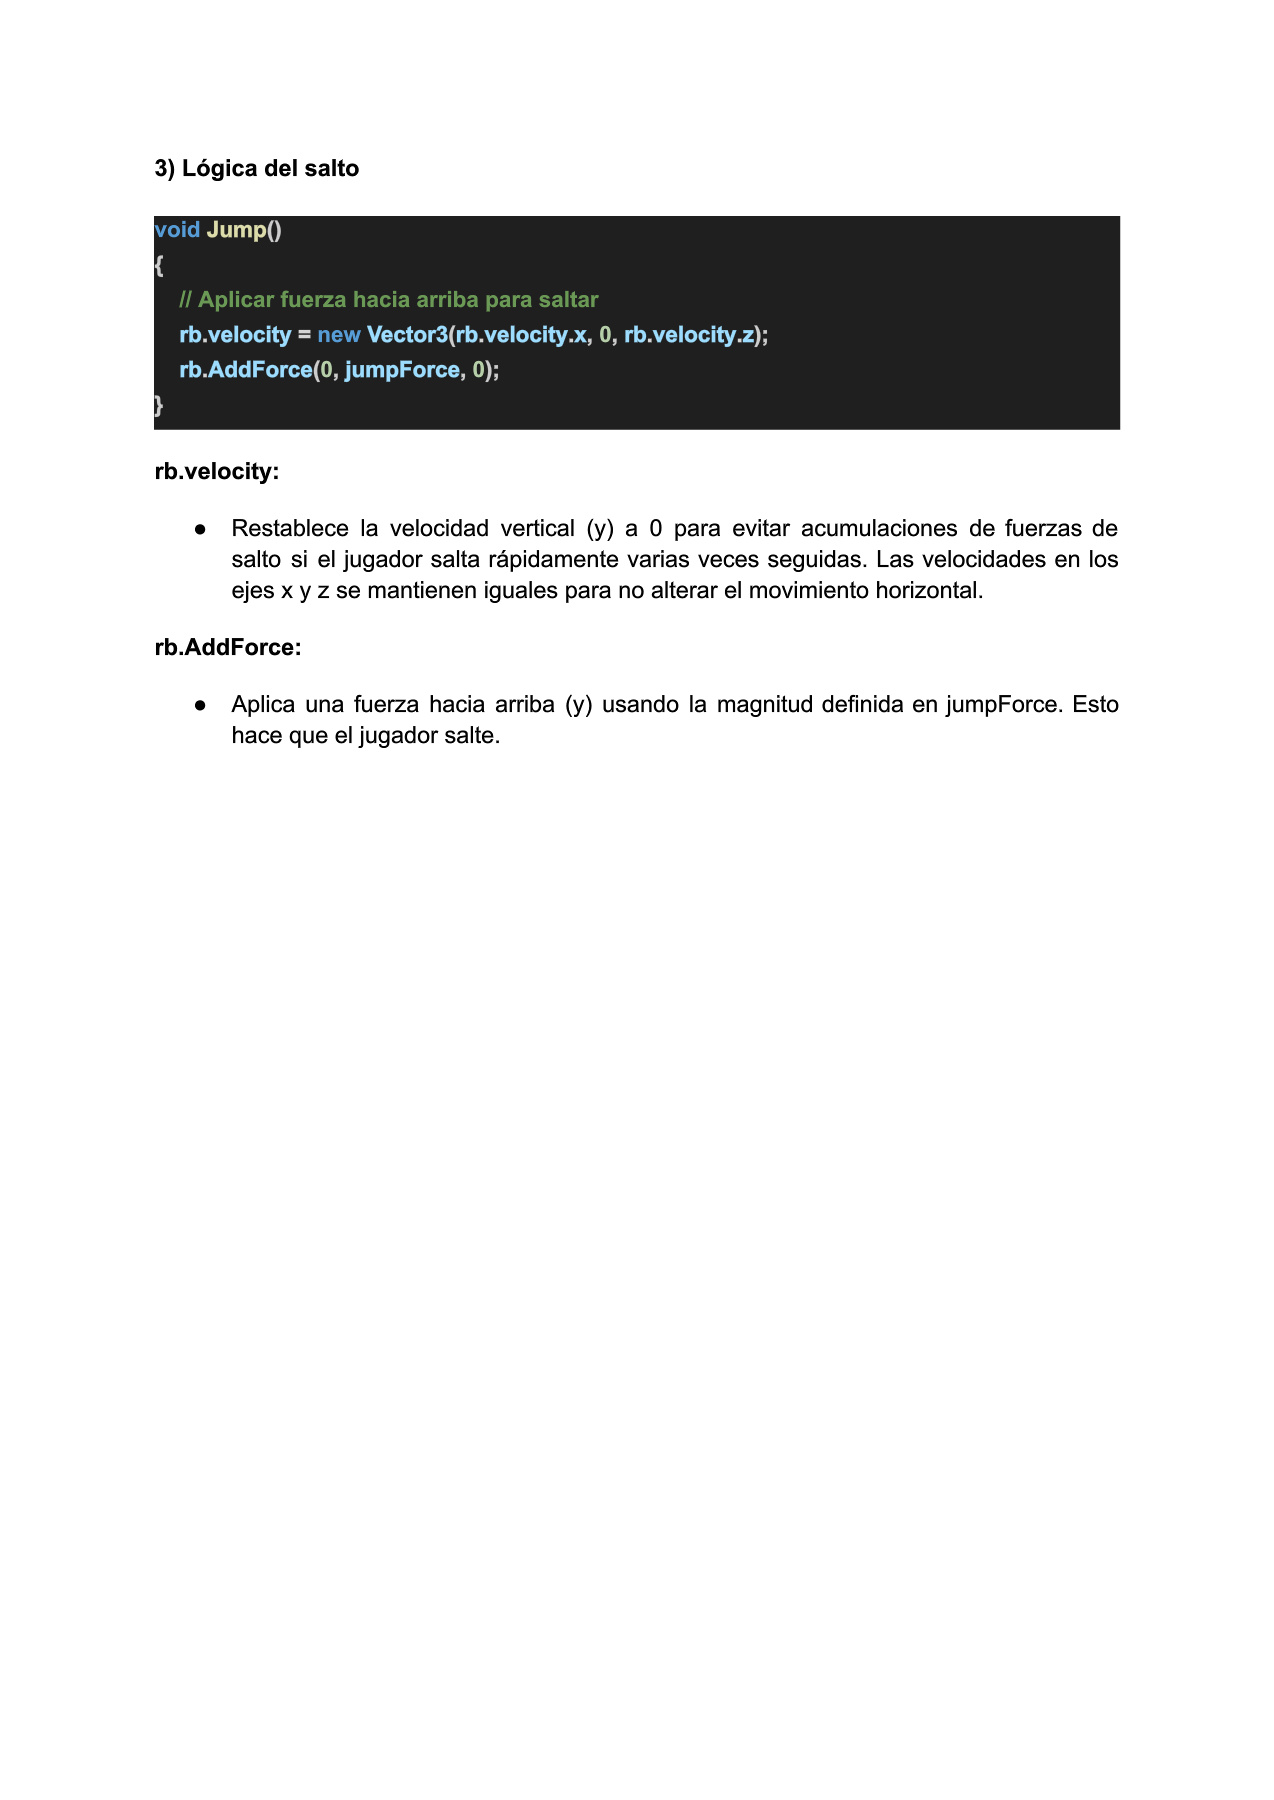 3) Lógica del salto
void Jump()
{
// Aplicar fuerza hacia arriba para saltar
rb.velocity = new Vector3(rb.velocity.x, 0, rb.velocity.z);
rb.AddForce(0, jumpForce, 0);
}
rb.velocity:
● Restablece la velocidad vertical (y) a 0 para evitar acumulaciones de fuerzas de
salto si el jugador salta rápidamente varias veces seguidas. Las velocidades en los
ejes x y z se mantienen iguales para no alterar el movimiento horizontal.
rb.AddForce:
● Aplica una fuerza hacia arriba (y) usando la magnitud definida en jumpForce. Esto
hace que el jugador salte.